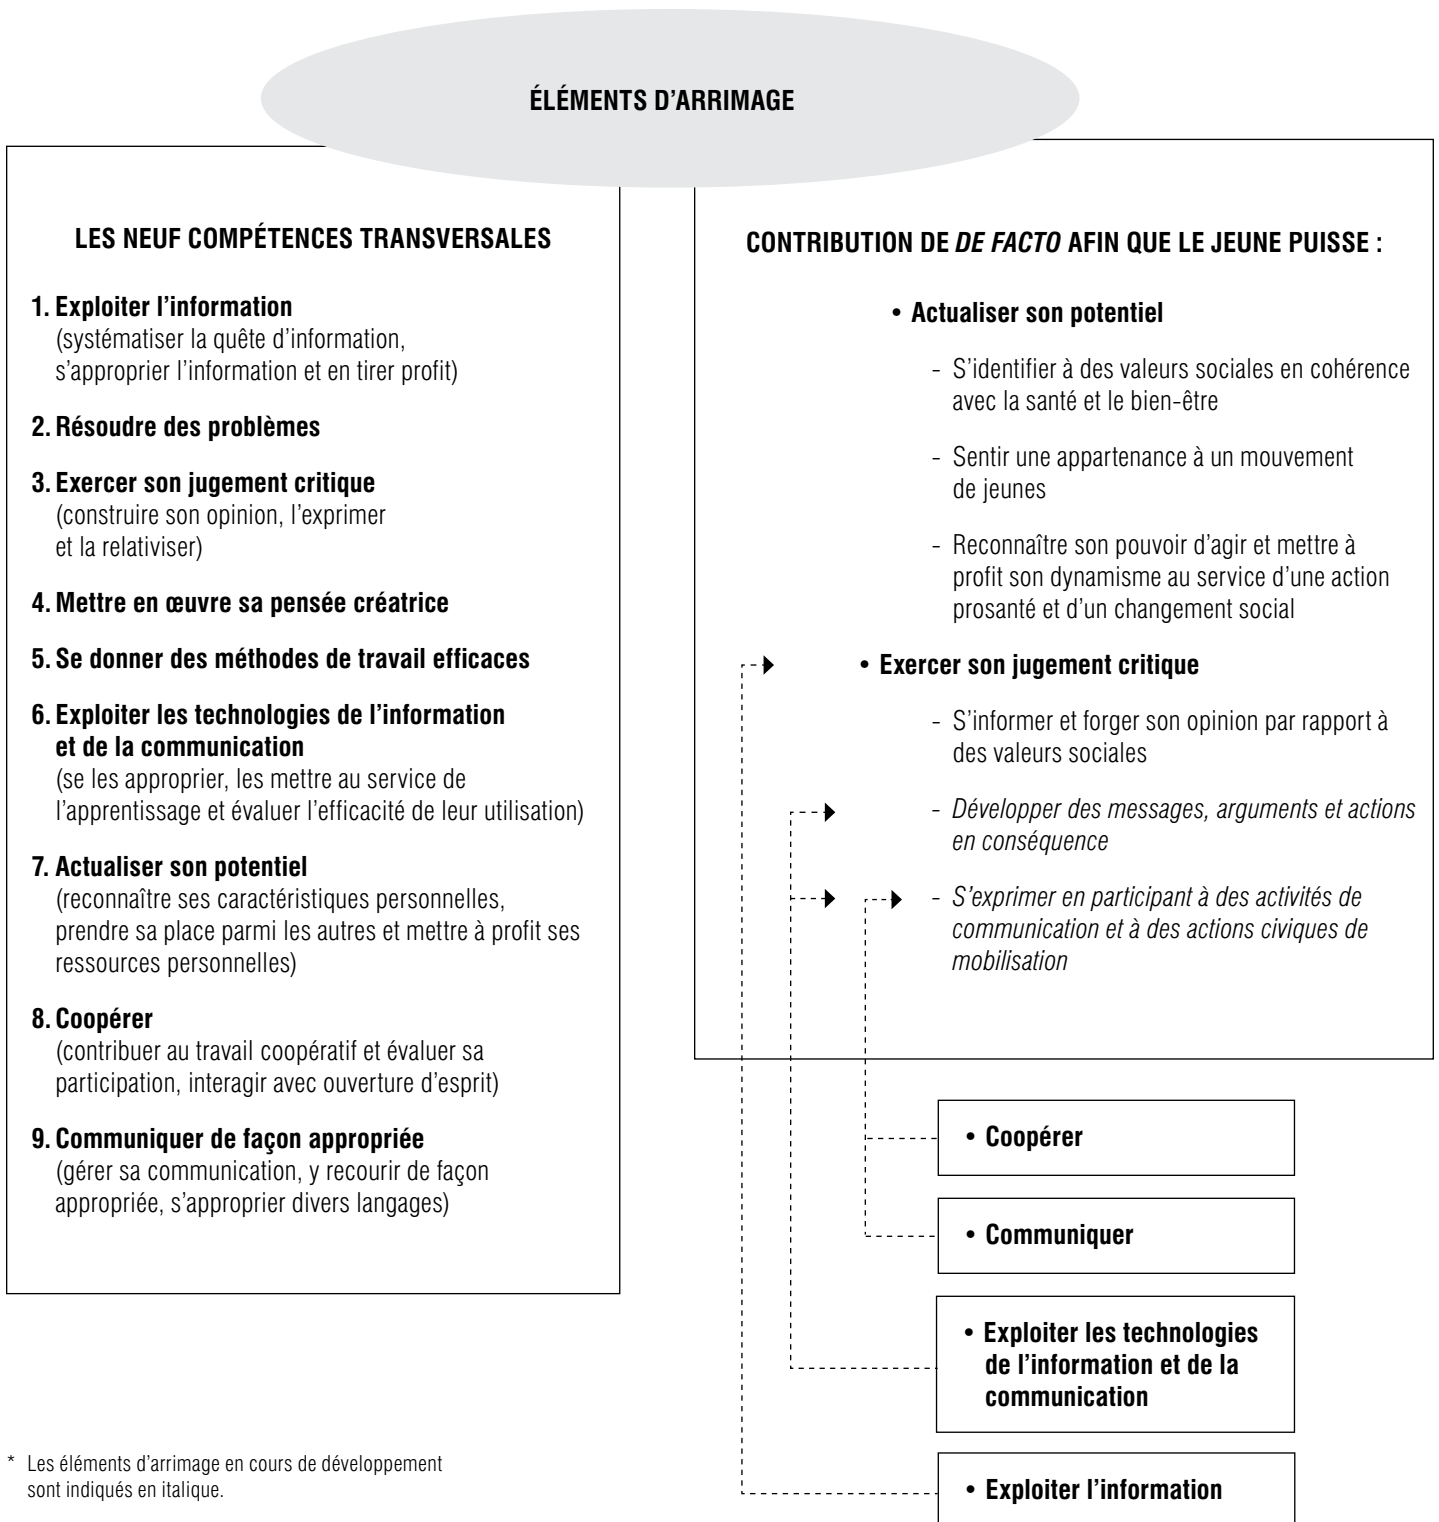 ÉLÉMENTS D'ARRIMAGE
LES NEUF COMPÉTENCES TRANSVERSALES
1. Exploiter l'information
(systématiser la quête d'information,
s'approprier l'information et en tirer profit)
2. Résoudre des problèmes
3. Exercer son jugement critique
(construire son opinion, l'exprimer
et la relativiser)
4. Mettre en œuvre sa pensée créatrice
5. Se donner des méthodes de travail efficaces
6. Exploiter les technologies de l'information
et de la communication
(se les approprier, les mettre au service de
l'apprentissage et évaluer l'efficacité de leur utilisation)
7. Actualiser son potentiel
(reconnaître ses caractéristiques personnelles,
prendre sa place parmi les autres et mettre à profit ses
ressources personnelles)
8. Coopérer
(contribuer au travail coopératif et évaluer sa
participation, interagir avec ouverture d'esprit)
9. Communiquer de façon appropriée
(gérer sa communication, y recourir de façon
appropriée, s'approprier divers langages)
CONTRIBUTION DE DE FACTO AFIN QUE LE JEUNE PUISSE :
• Actualiser son potentiel
- S'identifier à des valeurs sociales en cohérence
avec la santé et le bien-être
- Sentir une appartenance à un mouvement
de jeunes
- Reconnaître son pouvoir d'agir et mettre à
profit son dynamisme au service d'une action
prosanté et d'un changement social
• Exercer son jugement critique
- S'informer et forger son opinion par rapport à
des valeurs sociales
- Développer des messages, arguments et actions
en conséquence
- S'exprimer en participant à des activités de
communication et à des actions civiques de
mobilisation
• Coopérer
• Communiquer
• Exploiter les technologies
de l'information et de la
communication
• Exploiter l'information
* Les éléments d'arrimage en cours de développement
sont indiqués en italique.